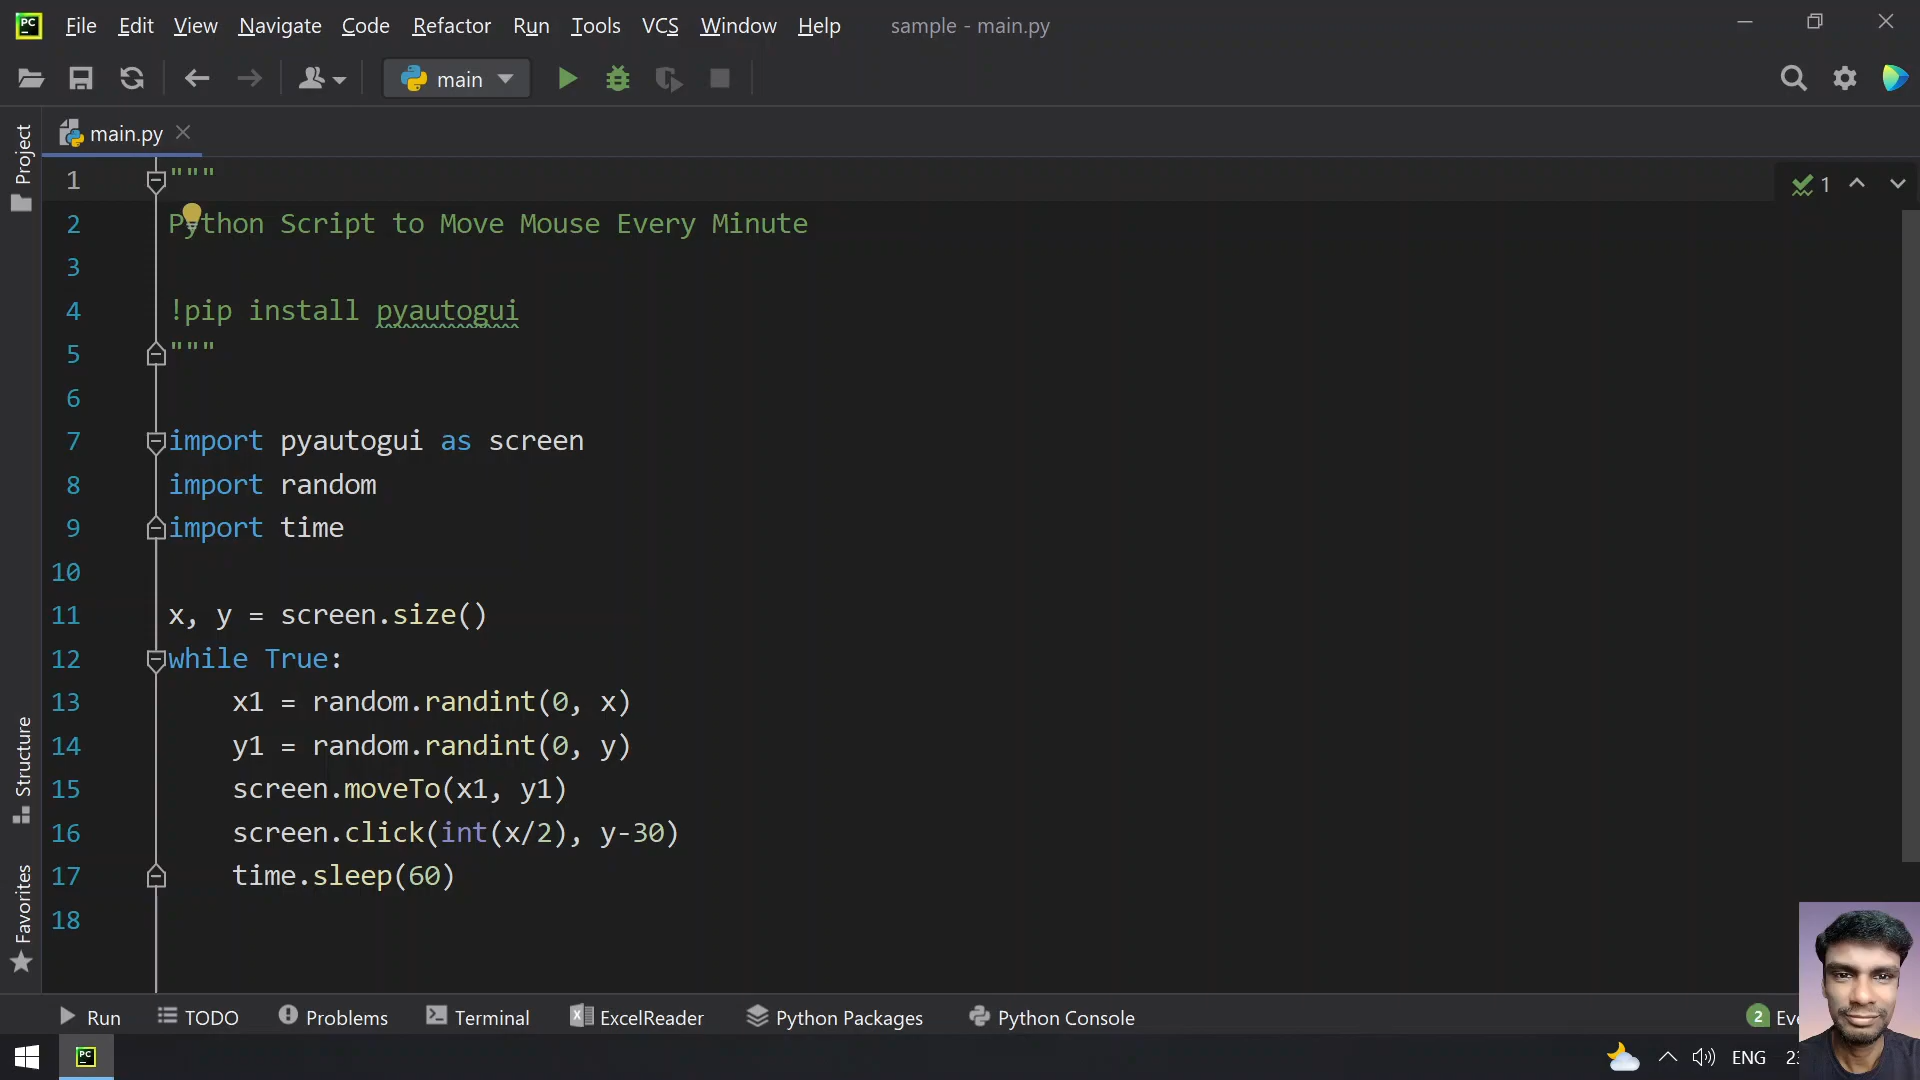 PC File Edit View Navigate Code Refactor Run Tools VCS Window Help sample - main.py
main
main.py
Project
1 """
1
2 Python Script to Move Mouse Every Minute
3
4 !pip install pyautogui
5 """
6
7 import pyautogui as screen
8 import random
9 import time
10
11 x, y = screen.size()
12 while True:
13     x1 = random.randint(0, x)
14     y1 = random.randint(0, y)
15     screen.moveTo(x1, y1)
16     screen.click(int(x/2), y-30)
17     time.sleep(60)
18
Structure
Favorites
Run TODO Problems Terminal ExcelReader Python Packages Python Console 2
PC ENG